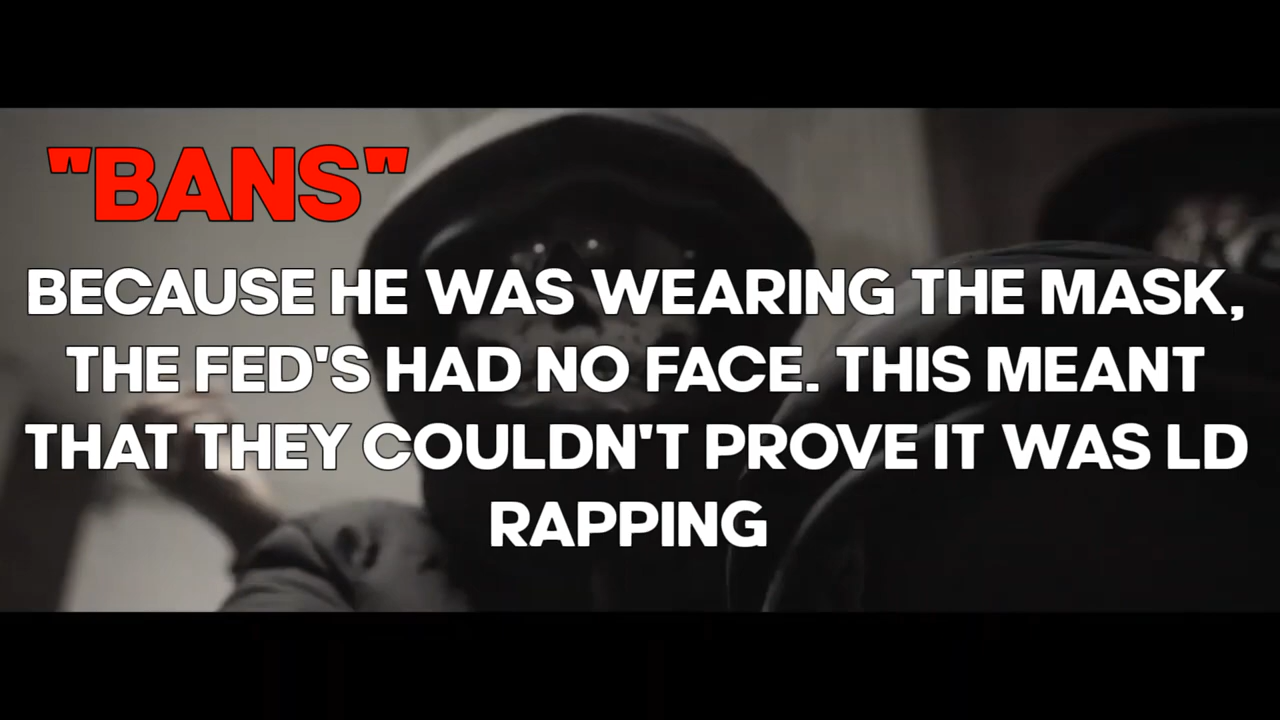 "BANS"
BECAUSE HE WAS WEARING THE MASK,
THE FED'S HAD NO FACE. THIS MEANT
THAT THEY COULDN'T PROVE IT WAS LD
RAPPING